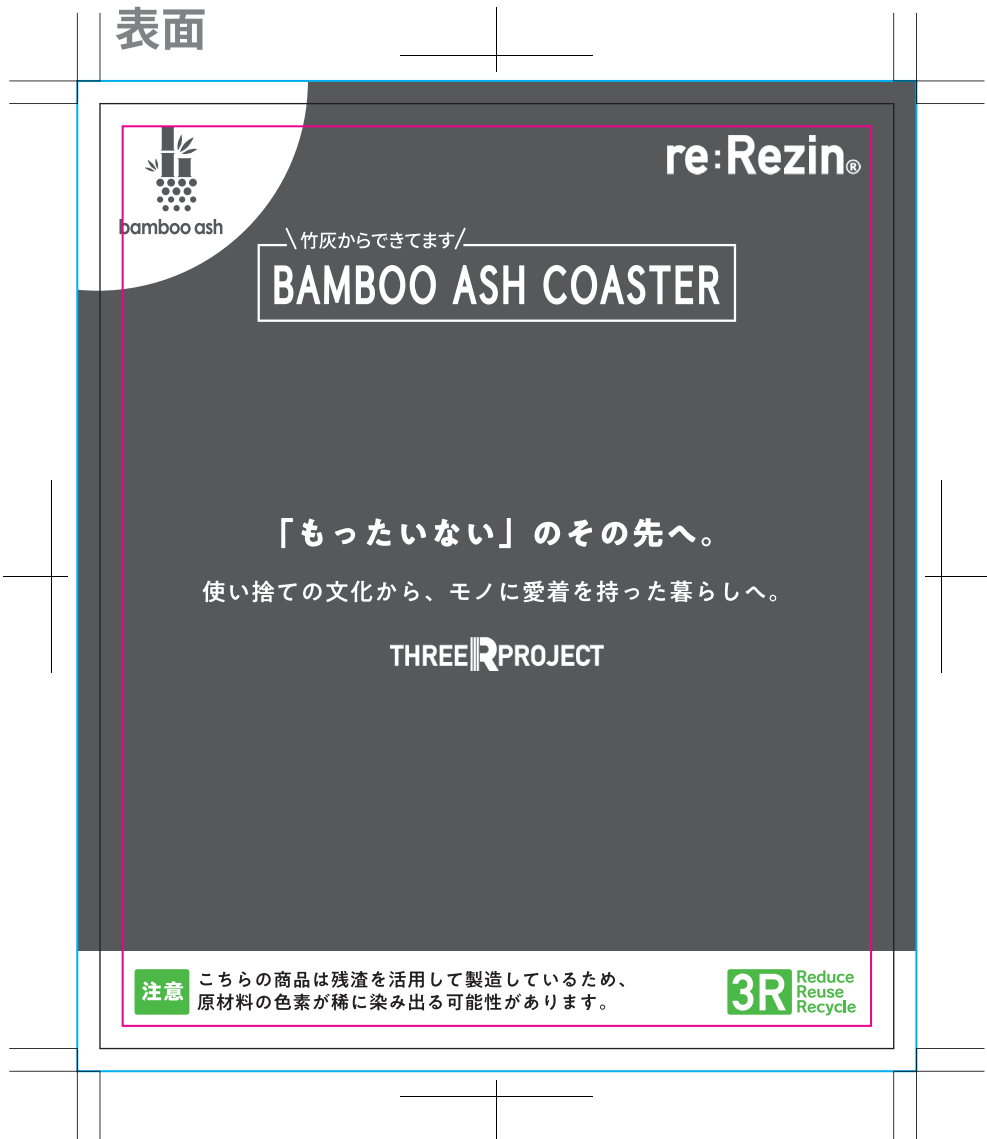 表面
bamboo ash
re:Rezin®
\竹灰からできてます/
BAMBOO ASH COASTER
「もったいない」のその先へ。
使い捨ての文化から、モノに愛着を持った暮らしへ。
THREE R PROJECT
注意
こちらの商品は残渣を活用して製造しているため、
原材料の色素が稀に染み出る可能性があります。
3R
Reduce
Reuse
Recycle